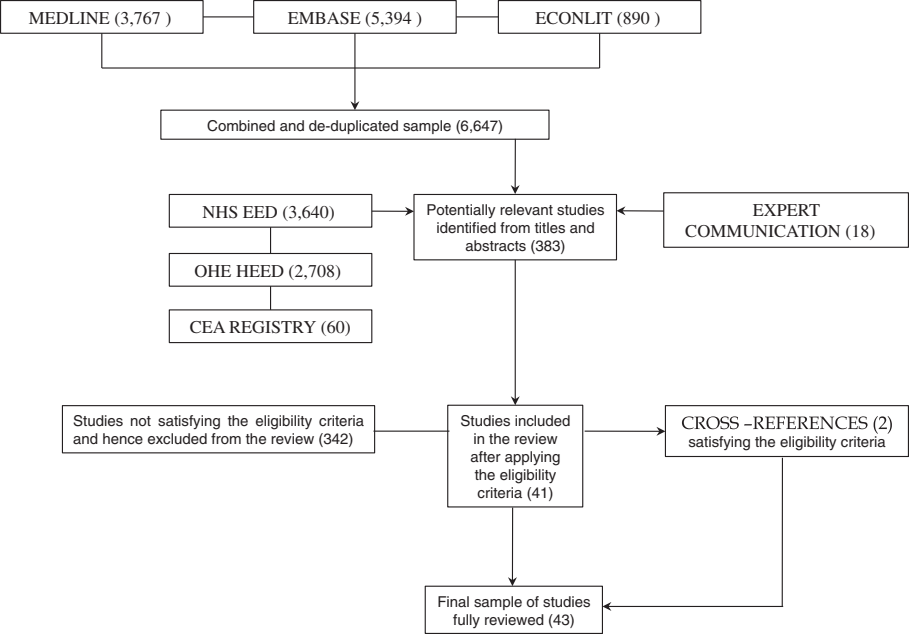 MEDLINE (3,767 )
EMBASE (5,394 )
ECONLIT (890 )
Combined and de-duplicated sample (6,647)
NHS EED (3,640)
Potentially relevant studies
identified from titles and
abstracts (383)
EXPERT
COMMUNICATION (18)
OHE HEED (2,708)
CEA REGISTRY (60)
Studies not satisfying the eligibility criteria
and hence excluded from the review (342)
Studies included
in the review
after applying
the eligibility
criteria (41)
CROSS –REFERENCES (2)
satisfying the eligibility criteria
Final sample of studies
fully reviewed (43)